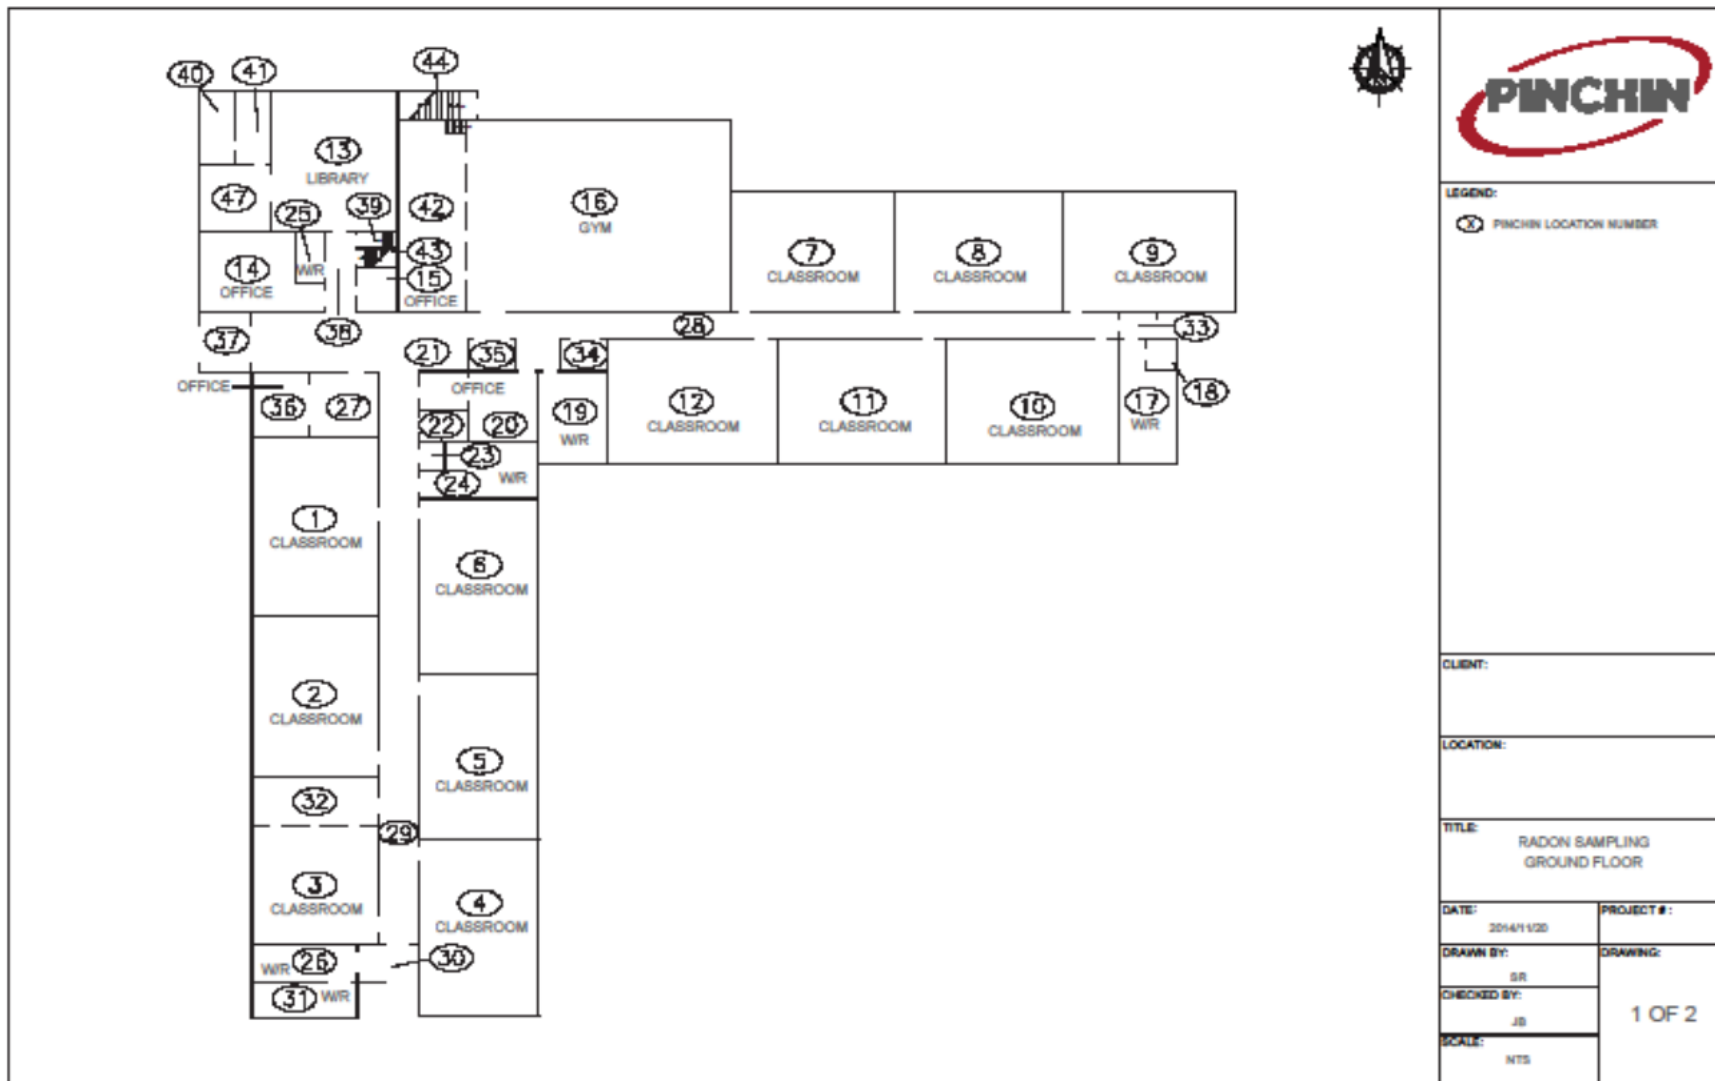 40
41
44
13
LIBRARY
47
25
39
42
16
GYM
43
14
OFFICE
W/R
15
OFFICE
7
CLASSROOM
8
CLASSROOM
9
CLASSROOM
37
38
21
35
34
28
33
18
OFFICE
36
27
OFFICE
22
20
19
W/R
12
CLASSROOM
11
CLASSROOM
10
CLASSROOM
17
W/R
23
24
W/R
1
CLASSROOM
6
CLASSROOM
2
CLASSROOM
5
CLASSROOM
32
29
3
CLASSROOM
4
CLASSROOM
W/R 26
30
31 W/R
N
PINCHIN
LEGEND:
X PINCHIN LOCATION NUMBER
CLIENT:
LOCATION:
TITLE:
RADON SAMPLING
GROUND FLOOR
DATE:
2014/11/20
PROJECT # :
DRAWN BY:
SR
DRAWING:
1 OF 2
CHECKED BY:
JB
SCALE:
NTS